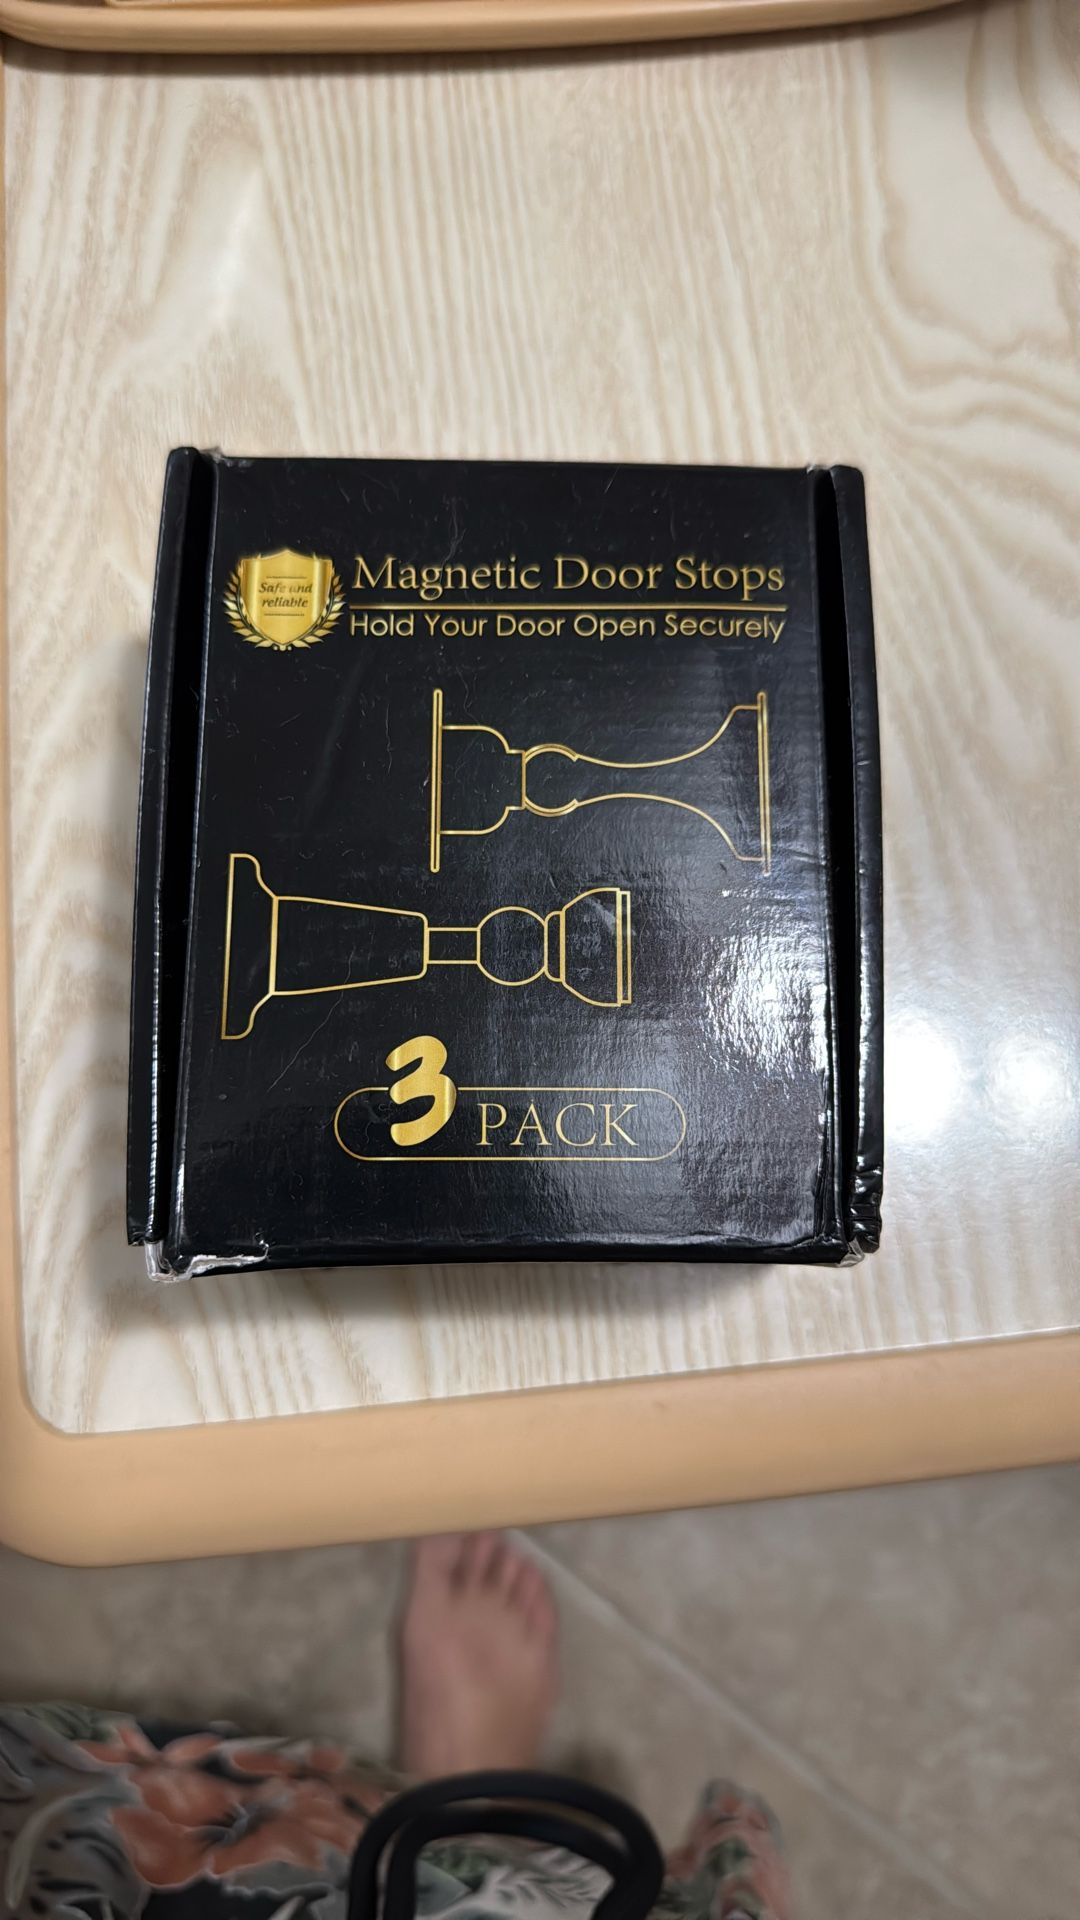 Safe and
reliable
Magnetic Door Stops
Hold Your Door Open Securely
3 PACK